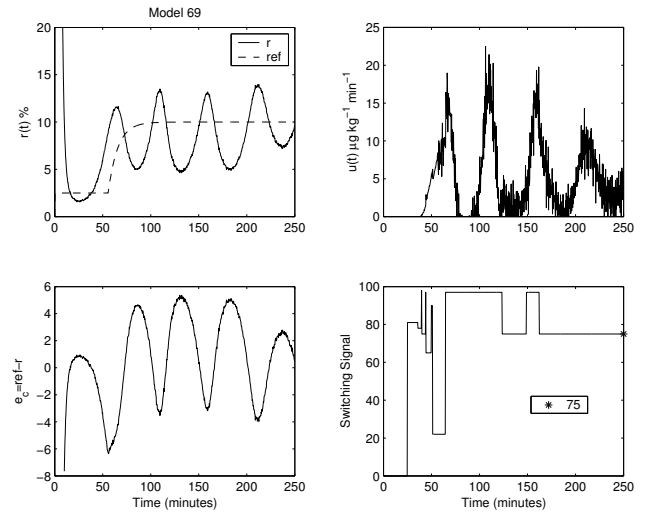 Model 69
20
15
10
5
0
r(t) %
r
ref
0 50 100 150 200 250
25
20
15
10
5
0
u(t) µg kg⁻¹ min⁻¹
0 50 100 150 200 250
6
4
2
0
−2
−4
−6
−8
e_c=ref−r
0 50 100 150 200 250
Time (minutes)
100
80
60
40
20
0
Switching Signal
75
0 50 100 150 200 250
Time (minutes)